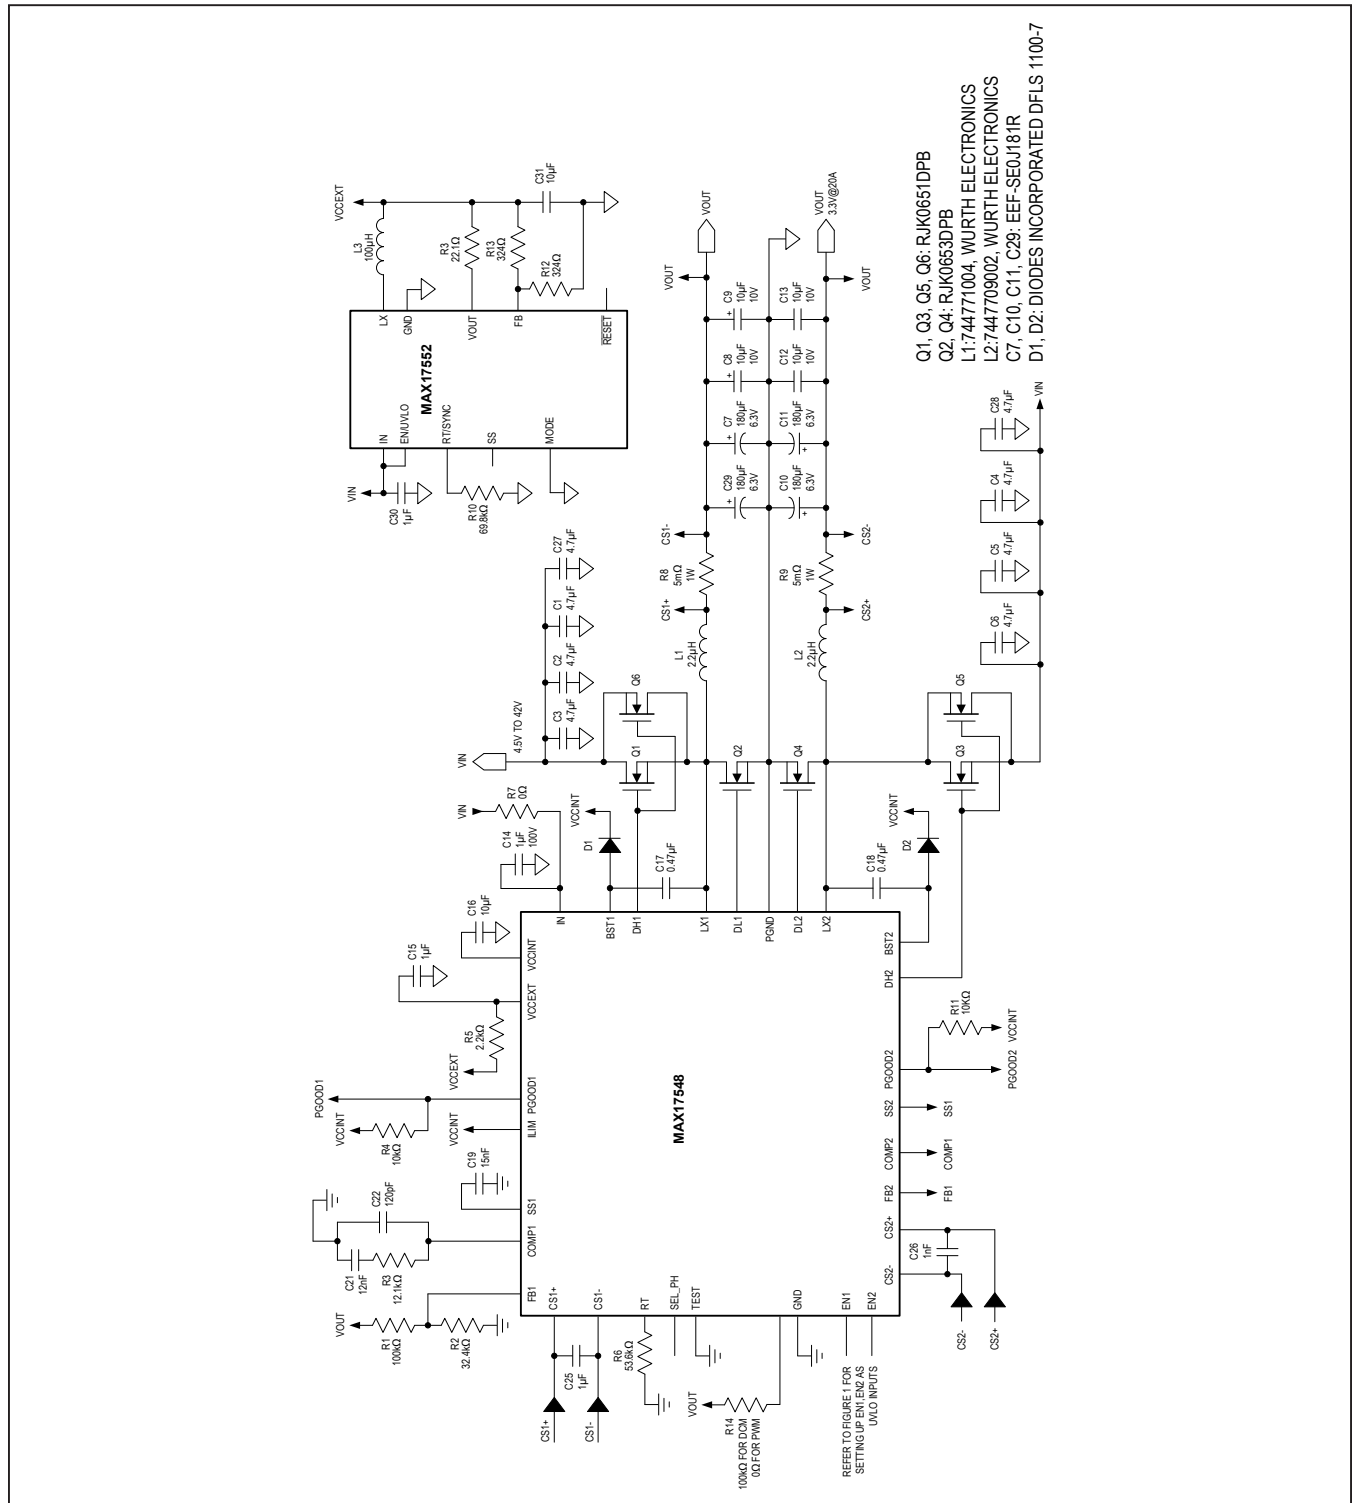 VCCEXT
L3
100µH
C31
10µF
R3
22.1Ω
R13
324Ω
R12
324Ω
LX
GND
VOUT
FB
RESET
MAX17552
IN
EN/UVLO
RT/SYNC
SS
MODE
VIN
C30
1µF
R10
69.8kΩ
VOUT
VOUT
3.3V@20A
VOUT
VOUT
C9
10µF
10V
C13
10µF
10V
C8
10µF
10V
C12
10µF
10V
C7
180µF
6.3V
C11
180µF
6.3V
C29
180µF
6.3V
C10
180µF
6.3V
CS1-
CS2-
R8
5mΩ
1W
R9
5mΩ
1W
CS1+
CS2+
L1
2.2µH
L2
2.2µH
Q1, Q3, Q5, Q6: RJK0651DPB
Q2, Q4: RJK0653DPB
L1:744771004, WURTH ELECTRONICS
L2:7447709002, WURTH ELECTRONICS
C7, C10, C11, C29: EEF-SE0J181R
D1, D2: DIODES INCORPORATED DFLS 1100-7
C27
4.7µF
C1
4.7µF
C2
4.7µF
C3
4.7µF
VIN
4.5V TO 42V
C28
4.7µF
C4
4.7µF
C5
4.7µF
C6
4.7µF
VIN
Q6
Q1
Q2
Q4
Q5
Q3
VIN
R7
0Ω
C14
1µF
100V
VCCINT
D1
C17
0.47µF
VCCINT
D2
C18
0.47µF
C16
10µF
C15
1µF
R5
2.2kΩ
VCCEXT
IN
BST1
DH1
LX1
DL1
PGND
DL2
LX2
VCCINT
VCCEXT
PGOOD1
ILIM
SS1
COMP1
FB1
BST2
DH2
PGOOD2
SS2
COMP2
FB2
CS2+
CS2-
MAX17548
CS1+
CS1-
RT
SEL_PH
TEST
GND
EN1
EN2
PGOOD1
VCCINT
R4
10kΩ
VCCINT
C19
15nF
C22
120pF
C21
12nF
R3
12.1kΩ
VOUT
R1
100kΩ
R2
32.4kΩ
R11
10KΩ
VCCINT
PGOOD2
SS1
COMP1
FB1
C26
1nF
CS2-
CS2+
CS1+
CS1-
C25
1µF
R6
53.6kΩ
VOUT
R14
100kΩ FOR DCM
0Ω FOR PWM
REFER TO FIGURE 1 FOR
SETTING UP EN1, EN2 AS
UVLO INPUTS